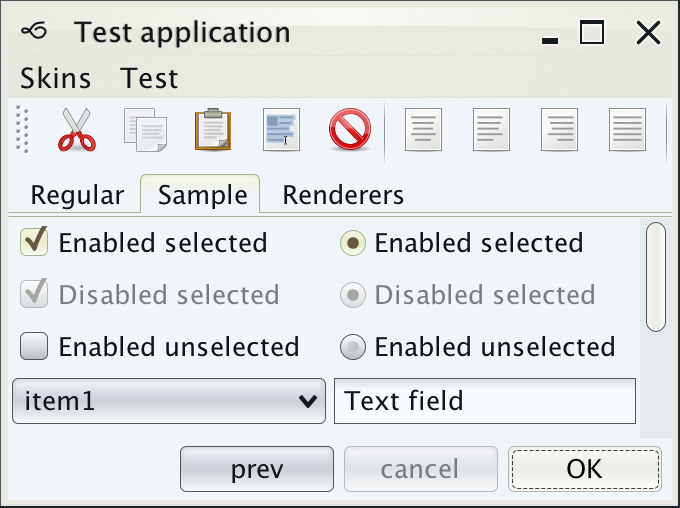 Test application
Skins Test
Regular Sample Renderers
Enabled selected Enabled selected
Disabled selected Disabled selected
Enabled unselected Enabled unselected
item1 Text field
prev cancel OK